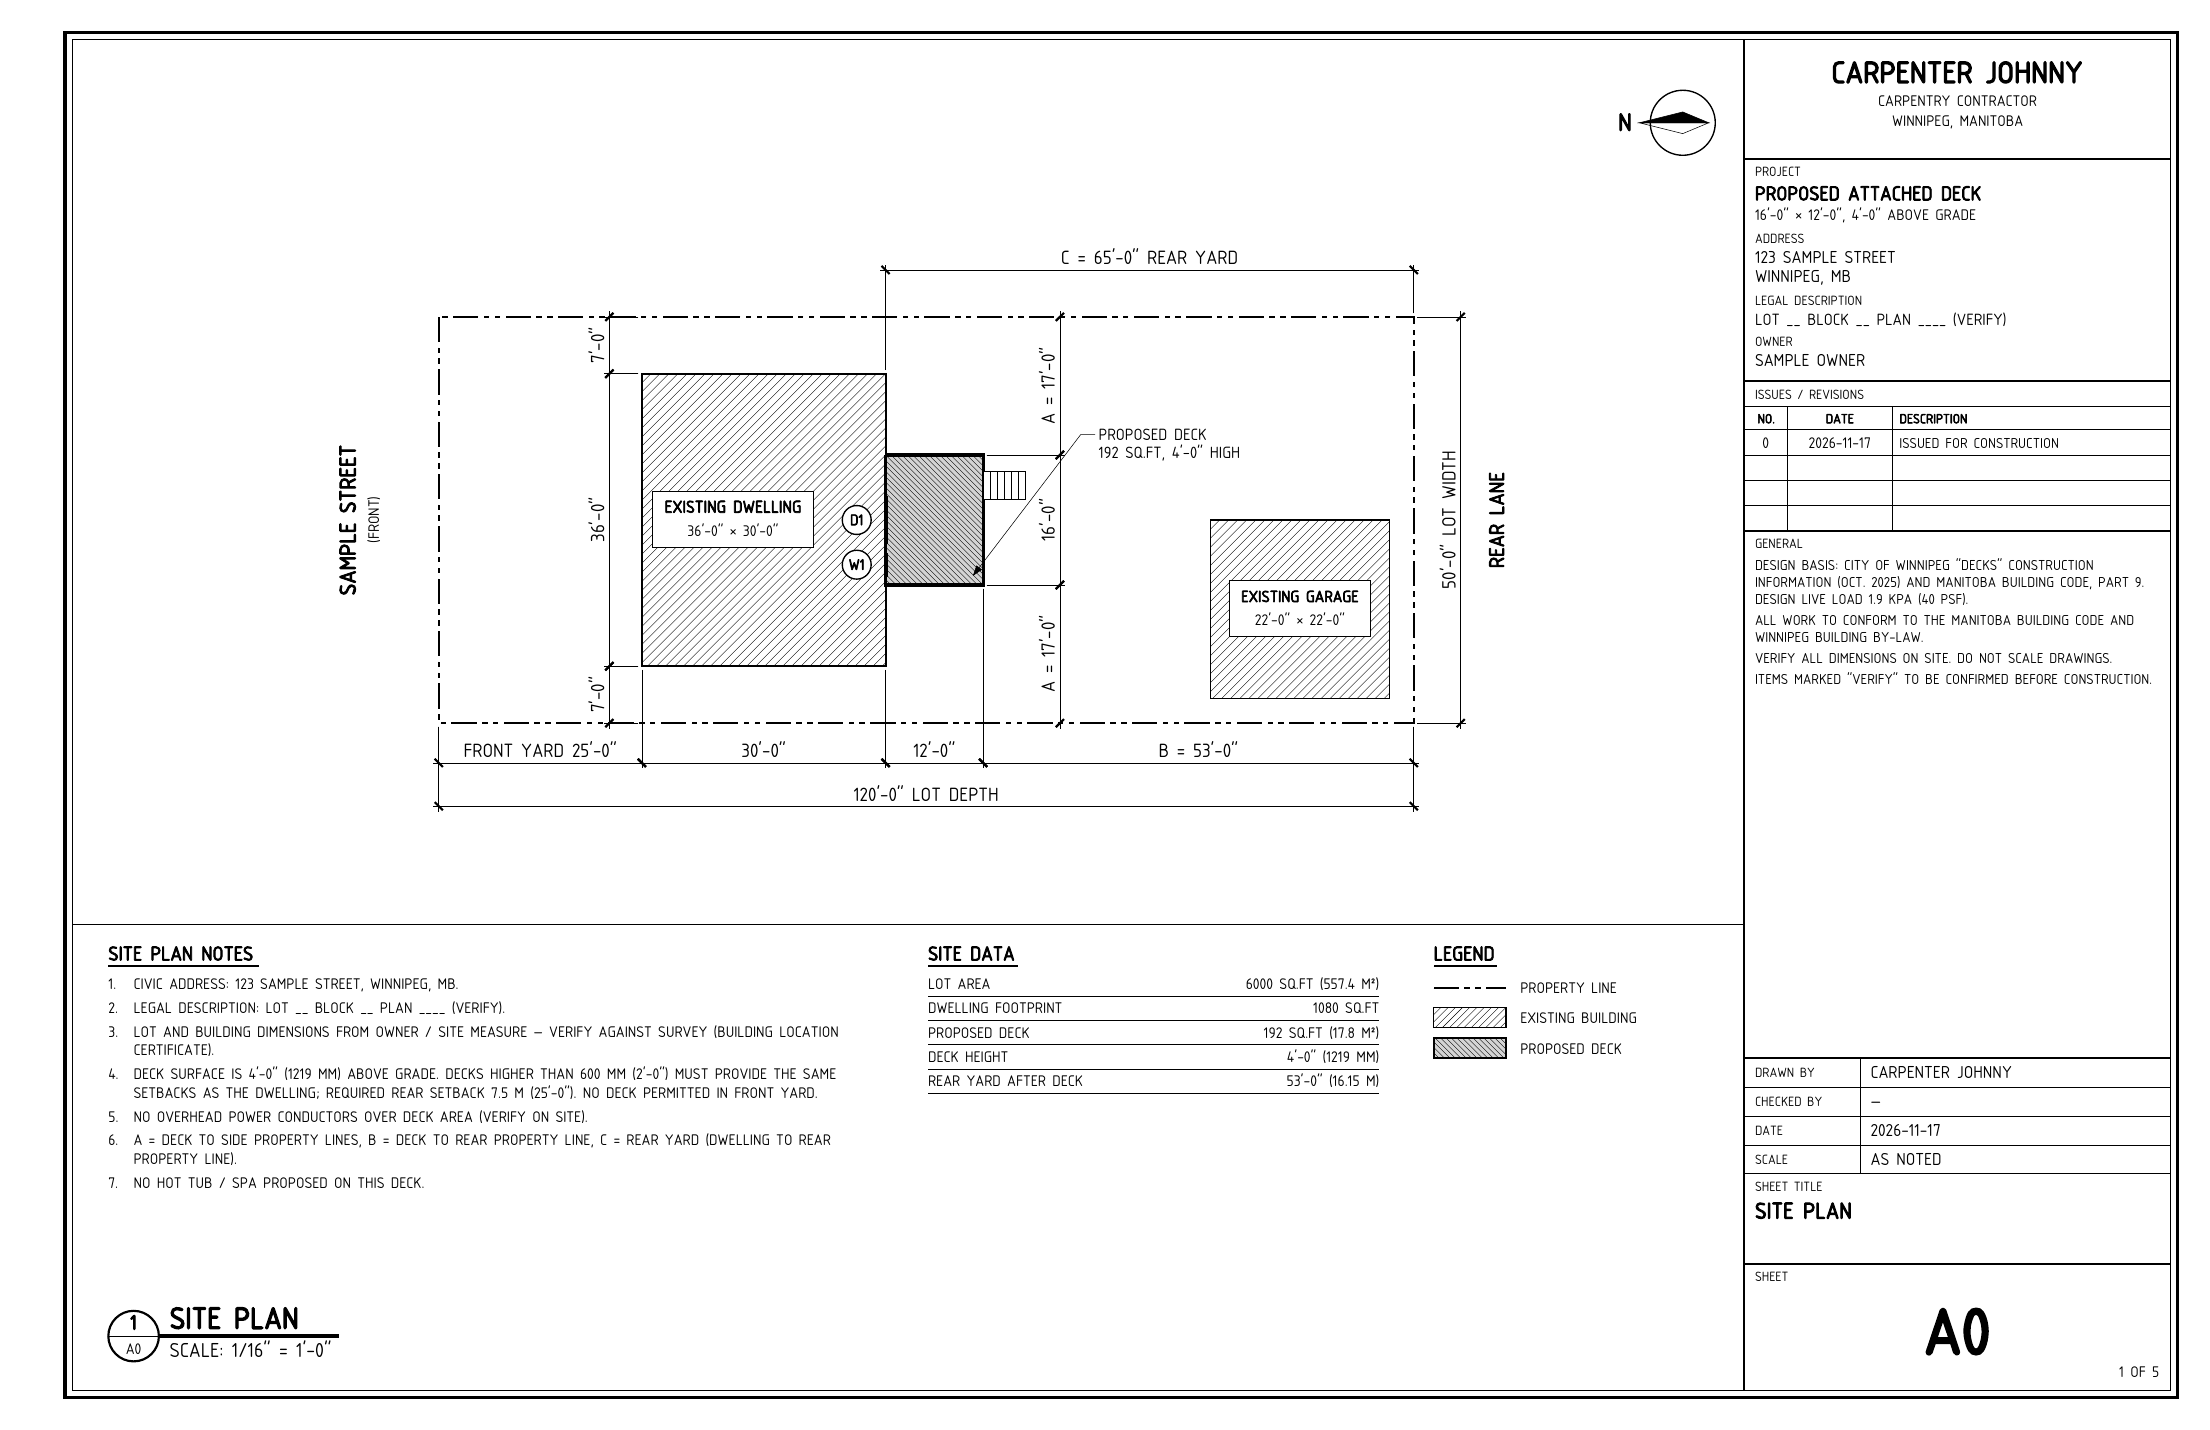 N
C = 65'-0" REAR YARD
7'-0"
A = 17'-0"
PROPOSED DECK
192 SQ.FT, 4'-0" HIGH
SAMPLE STREET
(FRONT)
36'-0"
EXISTING DWELLING
36'-0" × 30'-0"
D1
W1
16'-0"
50'-0" LOT WIDTH
REAR LANE
EXISTING GARAGE
22'-0" × 22'-0"
7'-0"
A = 17'-0"
FRONT YARD 25'-0"
30'-0"
12'-0"
B = 53'-0"
120'-0" LOT DEPTH
SITE PLAN NOTES
1. CIVIC ADDRESS: 123 SAMPLE STREET, WINNIPEG, MB.
2. LEGAL DESCRIPTION: LOT __ BLOCK __ PLAN ____ (VERIFY).
3. LOT AND BUILDING DIMENSIONS FROM OWNER / SITE MEASURE – VERIFY AGAINST SURVEY (BUILDING LOCATION
CERTIFICATE).
4. DECK SURFACE IS 4'-0" (1219 MM) ABOVE GRADE. DECKS HIGHER THAN 600 MM (2'-0") MUST PROVIDE THE SAME
SETBACKS AS THE DWELLING; REQUIRED REAR SETBACK 7.5 M (25'-0"). NO DECK PERMITTED IN FRONT YARD.
5. NO OVERHEAD POWER CONDUCTORS OVER DECK AREA (VERIFY ON SITE).
6. A = DECK TO SIDE PROPERTY LINES, B = DECK TO REAR PROPERTY LINE, C = REAR YARD (DWELLING TO REAR
PROPERTY LINE).
7. NO HOT TUB / SPA PROPOSED ON THIS DECK.
SITE DATA
LOT AREA 6000 SQ.FT (557.4 M²)
DWELLING FOOTPRINT 1080 SQ.FT
PROPOSED DECK 192 SQ.FT (17.8 M²)
DECK HEIGHT 4'-0" (1219 MM)
REAR YARD AFTER DECK 53'-0" (16.15 M)
LEGEND
PROPERTY LINE
EXISTING BUILDING
PROPOSED DECK
1
A0
SITE PLAN
SCALE: 1/16" = 1'-0"
CARPENTER JOHNNY
CARPENTRY CONTRACTOR
WINNIPEG, MANITOBA
PROJECT
PROPOSED ATTACHED DECK
16'-0" × 12'-0", 4'-0" ABOVE GRADE
ADDRESS
123 SAMPLE STREET
WINNIPEG, MB
LEGAL DESCRIPTION
LOT __ BLOCK __ PLAN ____ (VERIFY)
OWNER
SAMPLE OWNER
ISSUES / REVISIONS
NO. DATE DESCRIPTION
0 2026-11-17 ISSUED FOR CONSTRUCTION
GENERAL
DESIGN BASIS: CITY OF WINNIPEG "DECKS" CONSTRUCTION
INFORMATION (OCT. 2025) AND MANITOBA BUILDING CODE, PART 9.
DESIGN LIVE LOAD 1.9 KPA (40 PSF).
ALL WORK TO CONFORM TO THE MANITOBA BUILDING CODE AND
WINNIPEG BUILDING BY-LAW.
VERIFY ALL DIMENSIONS ON SITE. DO NOT SCALE DRAWINGS.
ITEMS MARKED "VERIFY" TO BE CONFIRMED BEFORE CONSTRUCTION.
DRAWN BY CARPENTER JOHNNY
CHECKED BY –
DATE 2026-11-17
SCALE AS NOTED
SHEET TITLE
SITE PLAN
SHEET
A0
1 OF 5